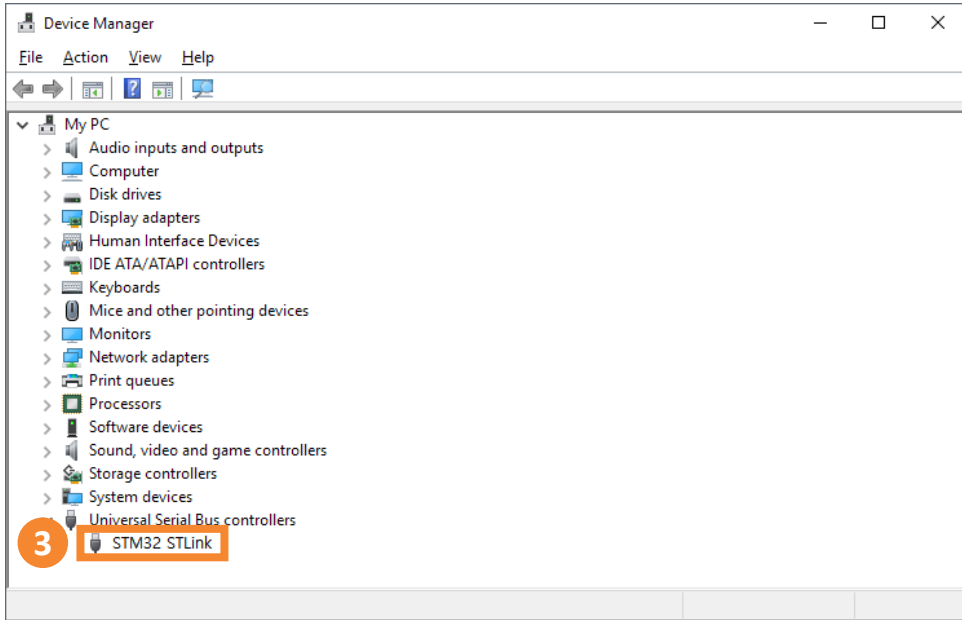 Device Manager
File Action View Help
?
My PC
Audio inputs and outputs
Computer
Disk drives
Display adapters
Human Interface Devices
IDE ATA/ATAPI controllers
Keyboards
Mice and other pointing devices
Monitors
Network adapters
Print queues
Processors
Software devices
Sound, video and game controllers
Storage controllers
System devices
Universal Serial Bus controllers
3 STM32 STLink